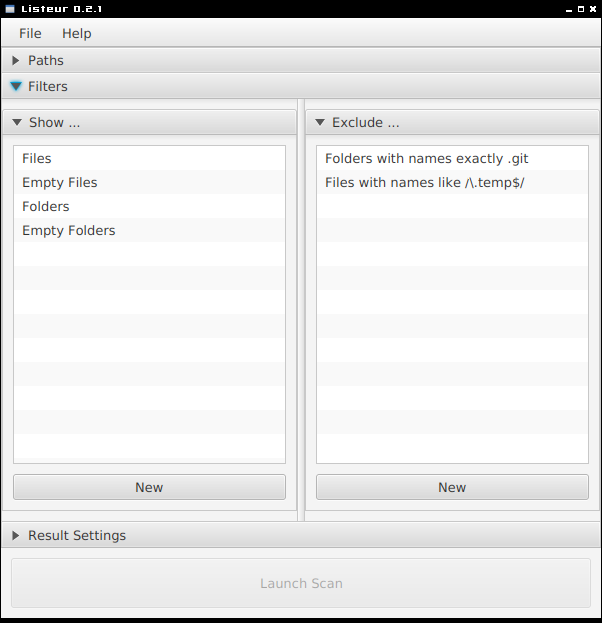 Listeur 0.2.1
File Help
Paths
Filters
Show ...
Files
Empty Files
Folders
Empty Folders
New
Exclude ...
Folders with names exactly .git
Files with names like /\.temp$/
New
Result Settings
Launch Scan